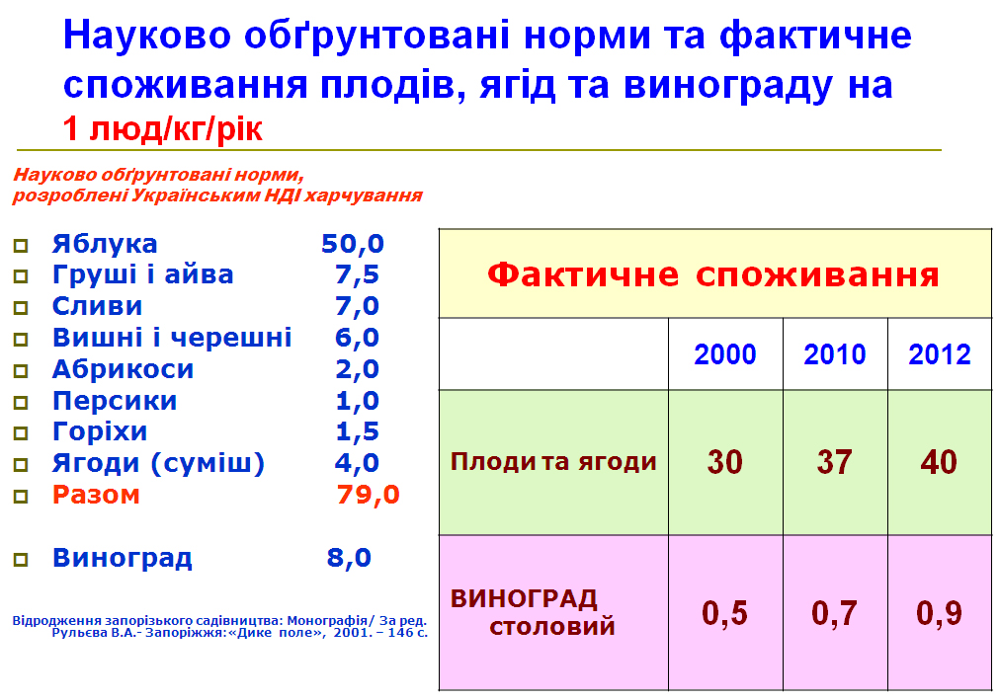 Науково обґрунтовані норми та фактичне
споживання плодів, ягід та винограду на
1 люд/кг/рік
Науково обґрунтовані норми,
розроблені Українським НДІ харчування
Яблука 50,0
Груші і айва 7,5
Сливи 7,0
Вишні і черешні 6,0
Абрикоси 2,0
Персики 1,0
Горіхи 1,5
Ягоди (суміш) 4,0
Разом 79,0
Виноград 8,0
Відродження запорізького садівництва: Монографія/ За ред.
Рульєва В.А.- Запоріжжя:«Дике поле», 2001. – 146 с.
Фактичне споживання
2000 2010 2012
Плоди та ягоди 30 37 40
ВИНОГРАД
столовий 0,5 0,7 0,9